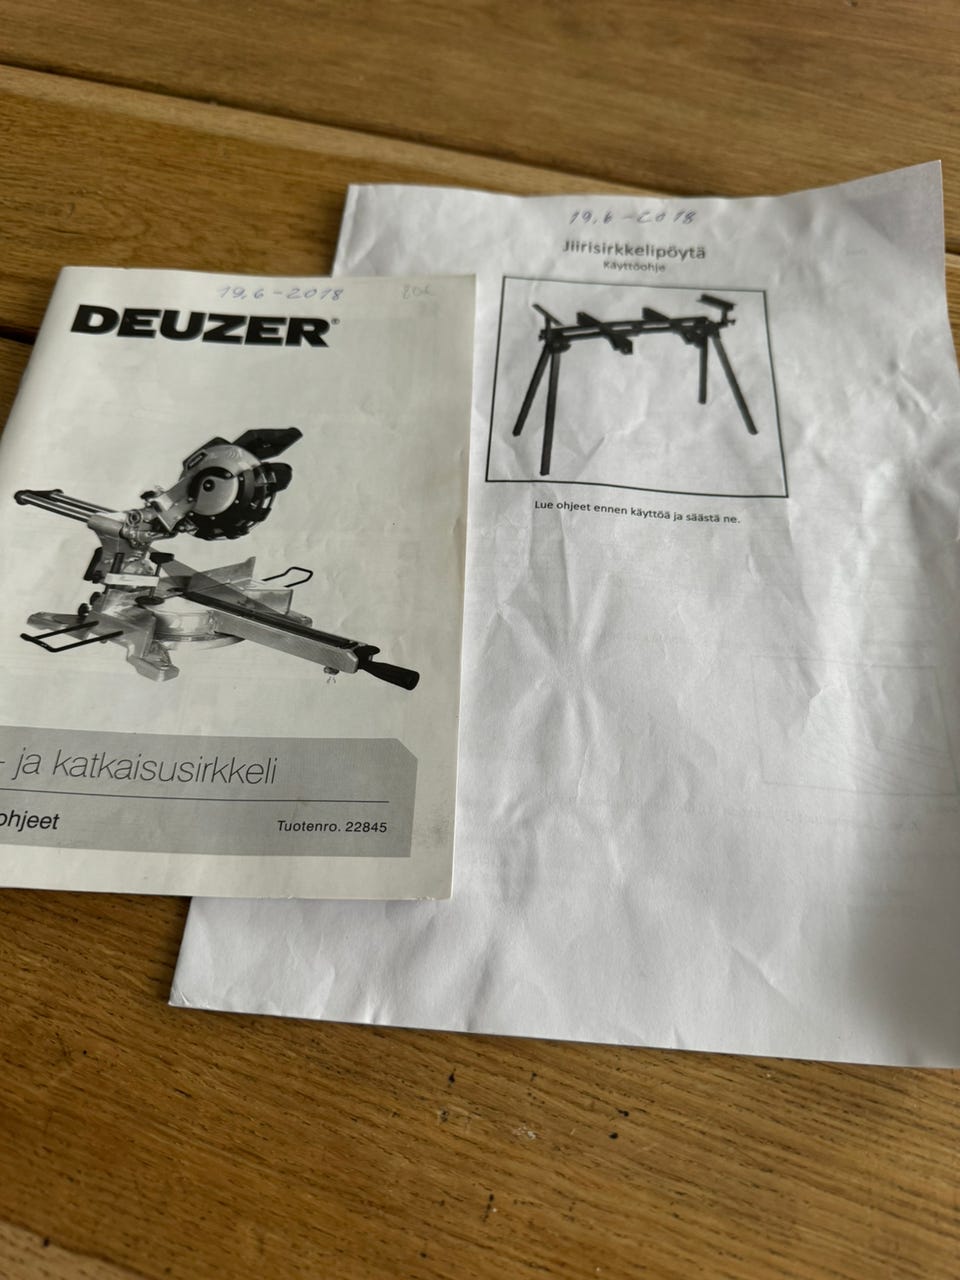 19.6-2018
DEUZER®
- ja katkaisusirkkeli
ohjeet
Tuotenro. 22845
19.6-2018
Jiirisirkkelipöytä
Käyttöohje
Lue ohjeet ennen käyttöä ja säästä ne.